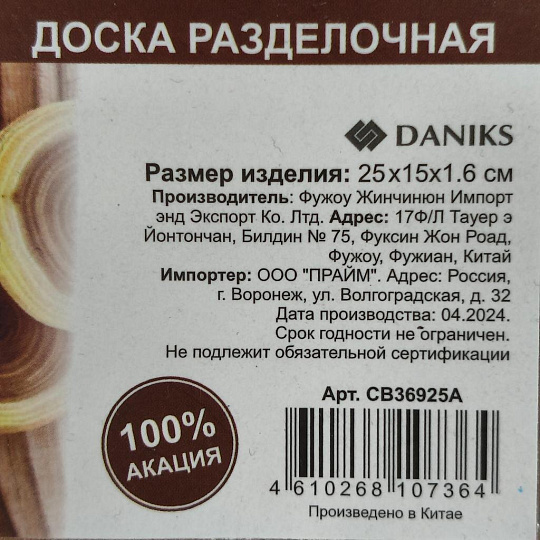 ДОСКА РАЗДЕЛОЧНАЯ
DANIKS
Размер изделия: 25x15x1.6 см
Производитель: Фужоу Жинчинюн Импорт
энд Экспорт Ко. Лтд. Адрес: 17Ф/Л Тауер э
Йонтончан, Билдин № 75, Фуксин Жон Роад,
Фужоу, Фужиан, Китай
Импортер: ООО "ПРАЙМ". Адрес: Россия,
г. Воронеж, ул. Волгоградская, д. 32
Дата производства: 04.2024.
Срок годности не ограничен.
Не подлежит обязательной сертификации
100%
АКАЦИЯ
Арт. CB36925A
4 610268 107364
Произведено в Китае